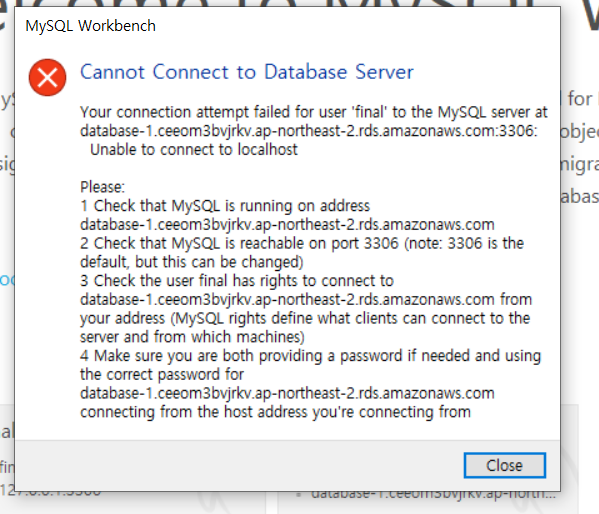 MySQL Workbench
Cannot Connect to Database Server
Your connection attempt failed for user 'final' to the MySQL server at
database-1.ceeom3bvjrkv.ap-northeast-2.rds.amazonaws.com:3306:
Unable to connect to localhost
Please:
1 Check that MySQL is running on address
database-1.ceeom3bvjrkv.ap-northeast-2.rds.amazonaws.com
2 Check that MySQL is reachable on port 3306 (note: 3306 is the
default, but this can be changed)
3 Check the user final has rights to connect to
database-1.ceeom3bvjrkv.ap-northeast-2.rds.amazonaws.com from
your address (MySQL rights define what clients can connect to the
server and from which machines)
4 Make sure you are both providing a password if needed and using
the correct password for
database-1.ceeom3bvjrkv.ap-northeast-2.rds.amazonaws.com
connecting from the host address you're connecting from
Close
127.0.0.1:3306
database-1.ceeom3bvjrkv.ap-north...